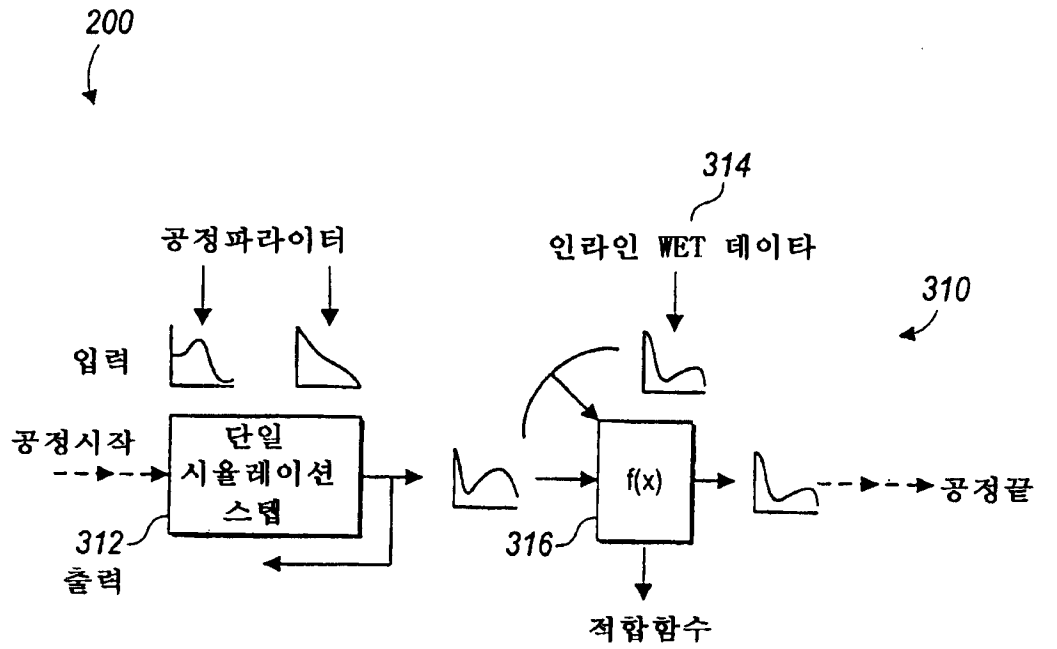 200
314
공정파라이터
인라인 WET 데이타
310
입력
공정시작
단일
시율레이션
스텝
f(x)
공정끝
312
316
출력
적합함수